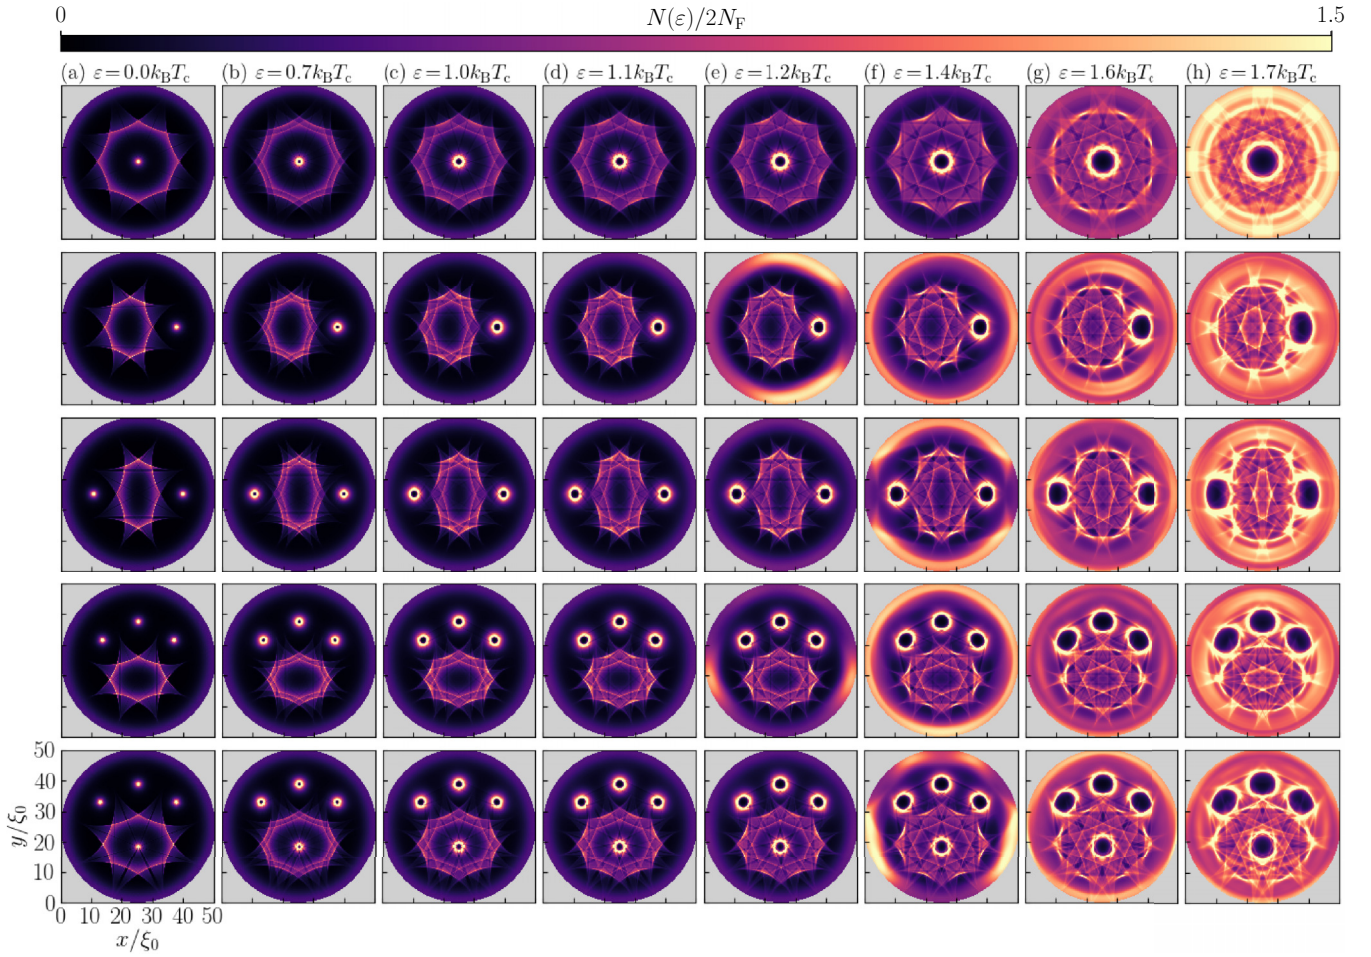 0 N(ε)/2N_F 1.5
(a) ε = 0.0k_BT_c (b) ε = 0.7k_BT_c (c) ε = 1.0k_BT_c (d) ε = 1.1k_BT_c (e) ε = 1.2k_BT_c (f) ε = 1.4k_BT_c (g) ε = 1.6k_BT_c (h) ε = 1.7k_BT_c
50
40
30
20
10
0
y/ξ_0
0 10 20 30 40 50
x/ξ_0